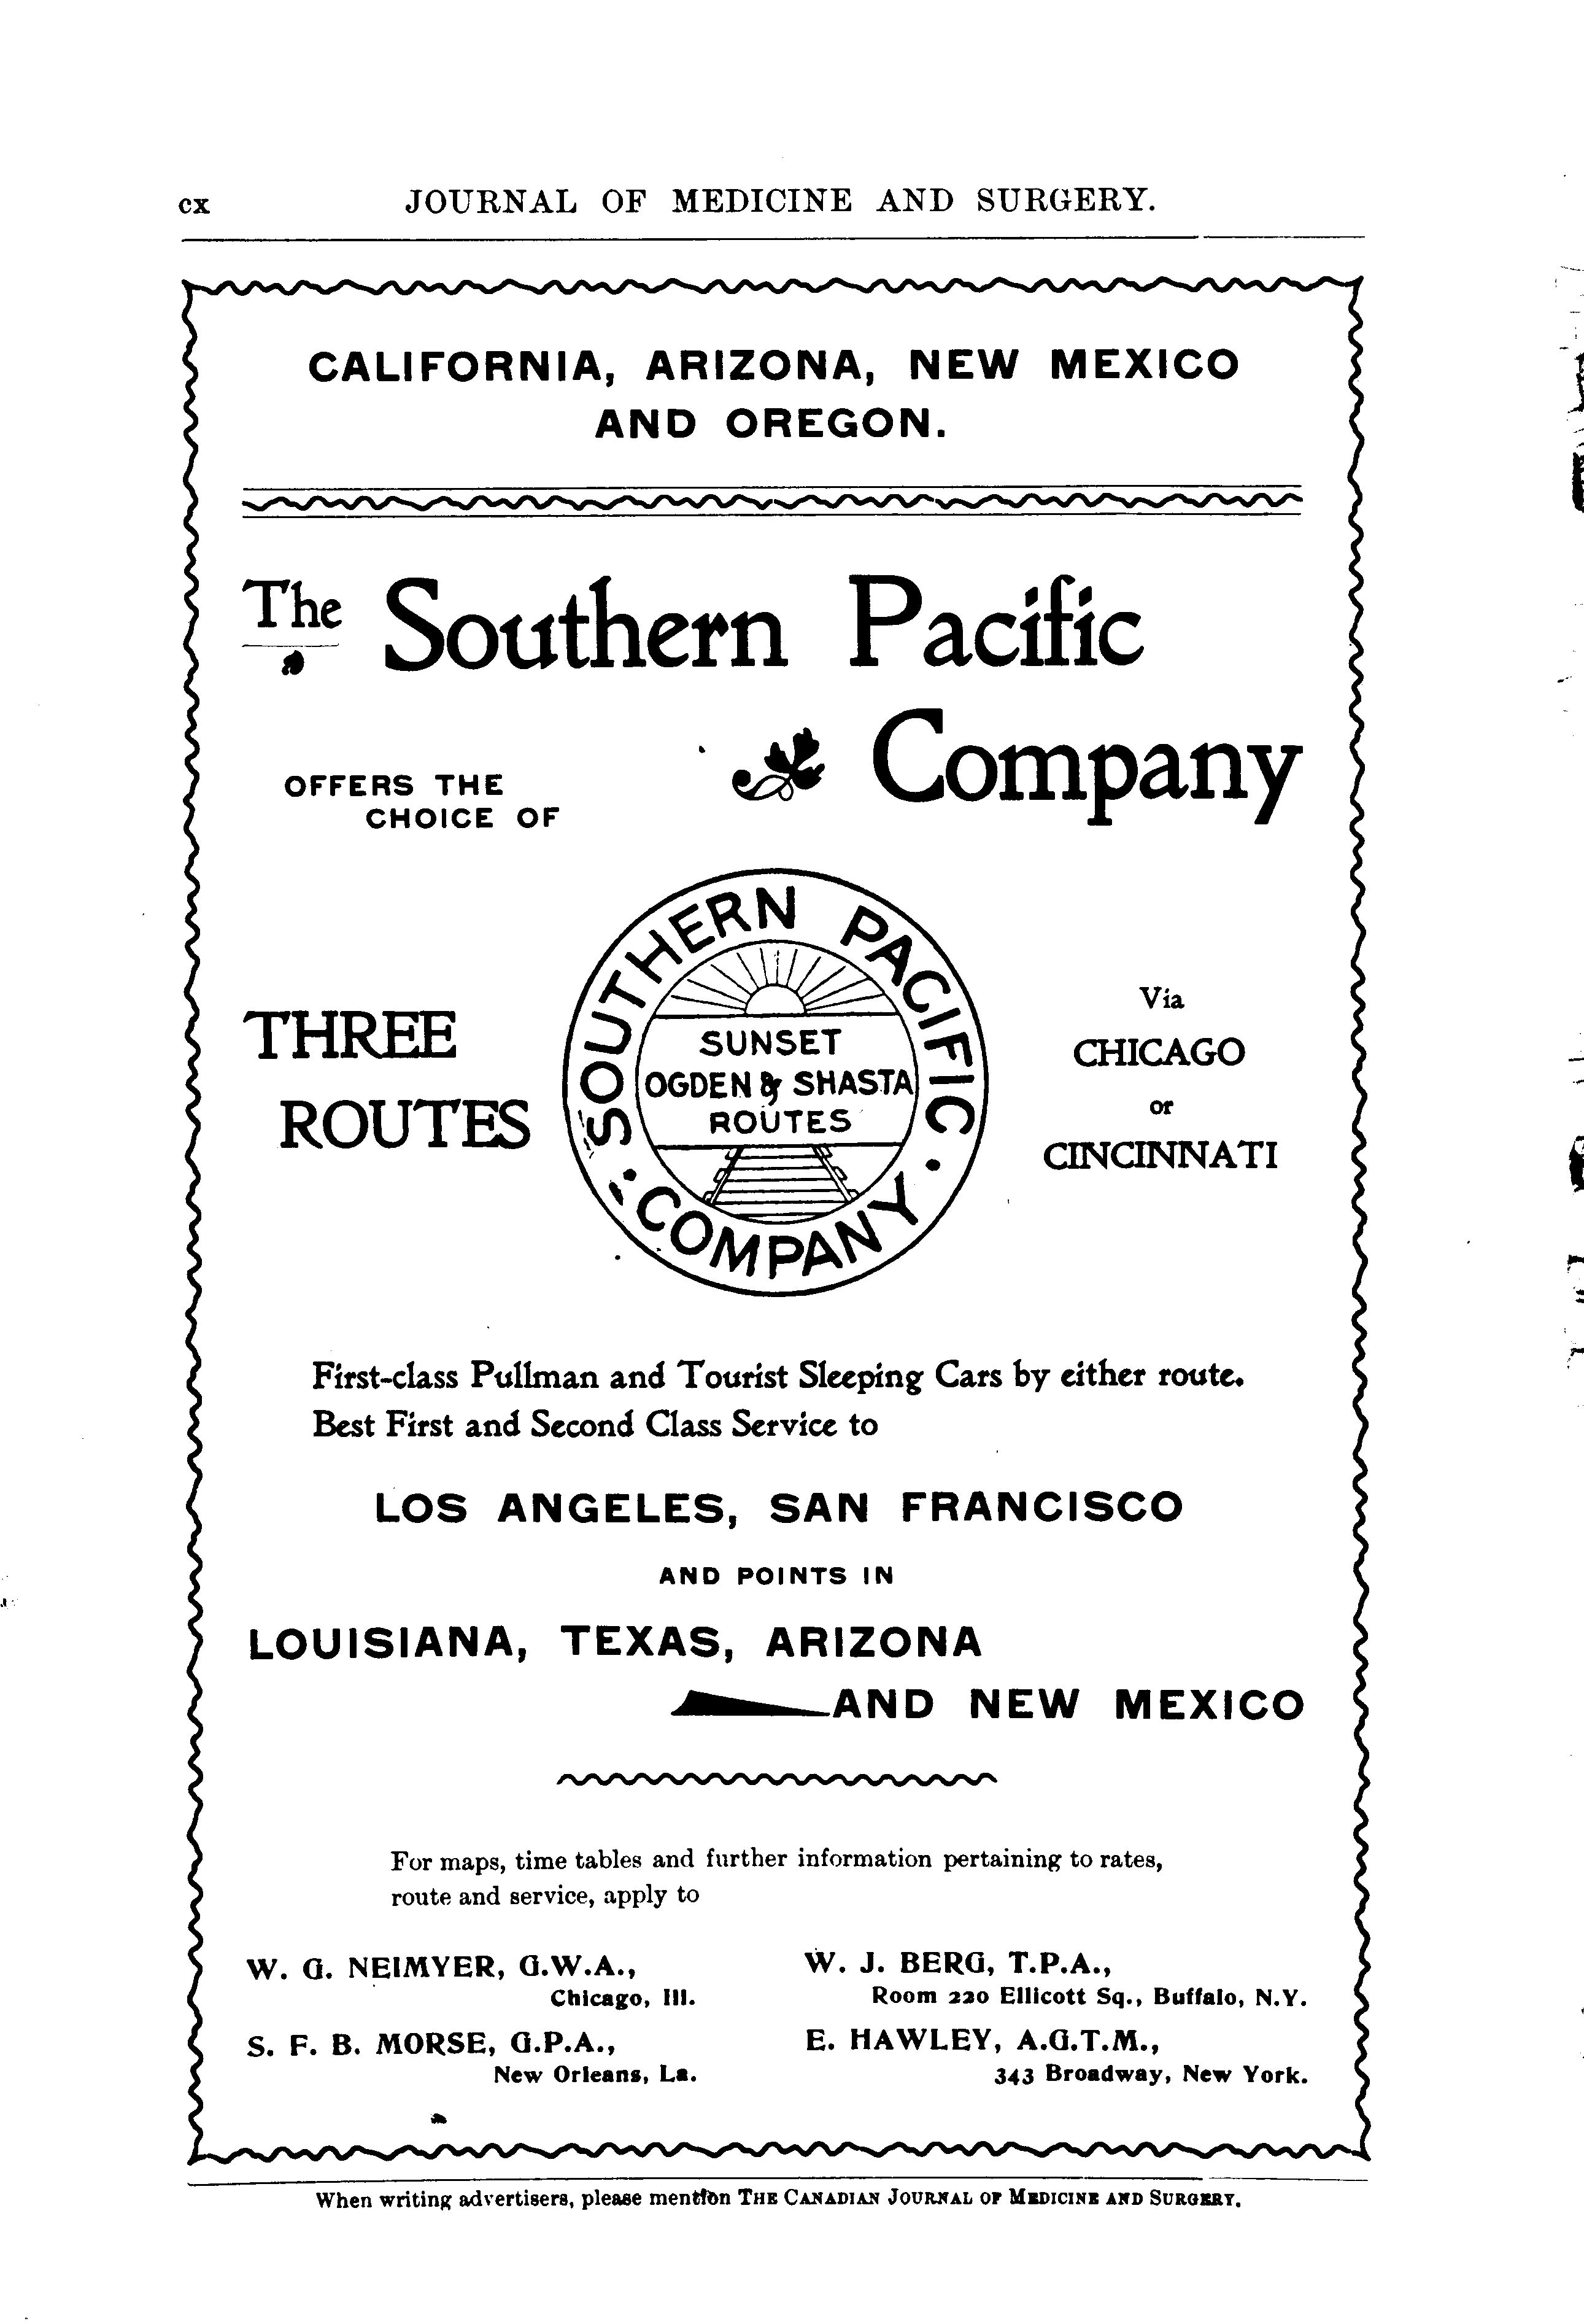 cx JOURNAL OF MEDICINE AND SURGERY.
CALIFORNIA, ARIZONA, NEW MEXICO
AND OREGON.
The Southern Pacific
Company
OFFERS THE
CHOICE OF
THREE
ROUTES
SOUTHERN PACIFIC
SUNSET
OGDEN & SHASTA
ROUTES
COMPANY
Via
CHICAGO
or
CINCINNATI
First-class Pullman and Tourist Sleeping Cars by either route.
Best First and Second Class Service to
LOS ANGELES, SAN FRANCISCO
AND POINTS IN
LOUISIANA, TEXAS, ARIZONA
AND NEW MEXICO
For maps, time tables and further information pertaining to rates,
route and service, apply to
W. G. NEIMYER, G.W.A.,
Chicago, Ill.
S. F. B. MORSE, G.P.A.,
New Orleans, La.
W. J. BERG, T.P.A.,
Room 220 Ellicott Sq., Buffalo, N.Y.
E. HAWLEY, A.G.T.M.,
343 Broadway, New York.
When writing advertisers, please mention THE CANADIAN JOURNAL OF MEDICINE AND SURGERY.